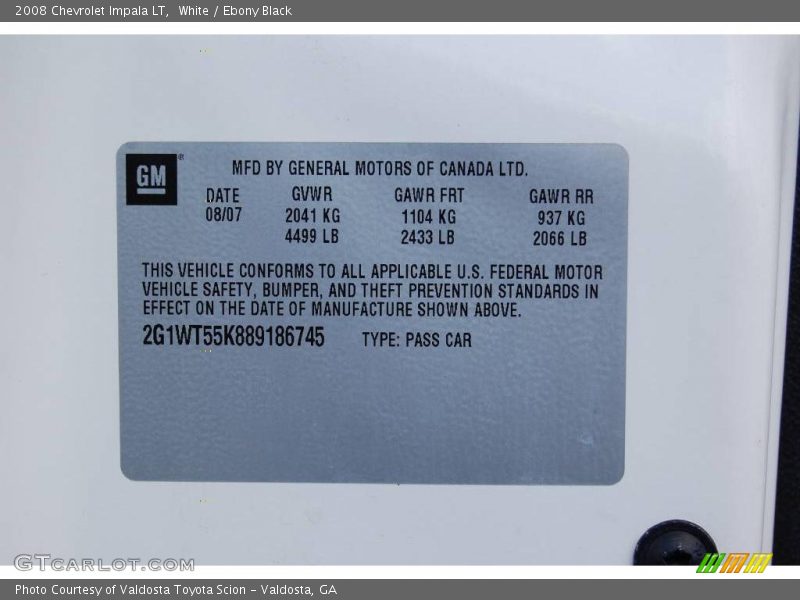 2008 Chevrolet Impala LT, White / Ebony Black
GM®
MFD BY GENERAL MOTORS OF CANADA LTD.
DATE GVWR GAWR FRT GAWR RR
08/07 2041 KG 1104 KG 937 KG
4499 LB 2433 LB 2066 LB
THIS VEHICLE CONFORMS TO ALL APPLICABLE U.S. FEDERAL MOTOR
VEHICLE SAFETY, BUMPER, AND THEFT PREVENTION STANDARDS IN
EFFECT ON THE DATE OF MANUFACTURE SHOWN ABOVE.
2G1WT55K889186745 TYPE: PASS CAR
GTCARLOT.COM
Photo Courtesy of Valdosta Toyota Scion - Valdosta, GA